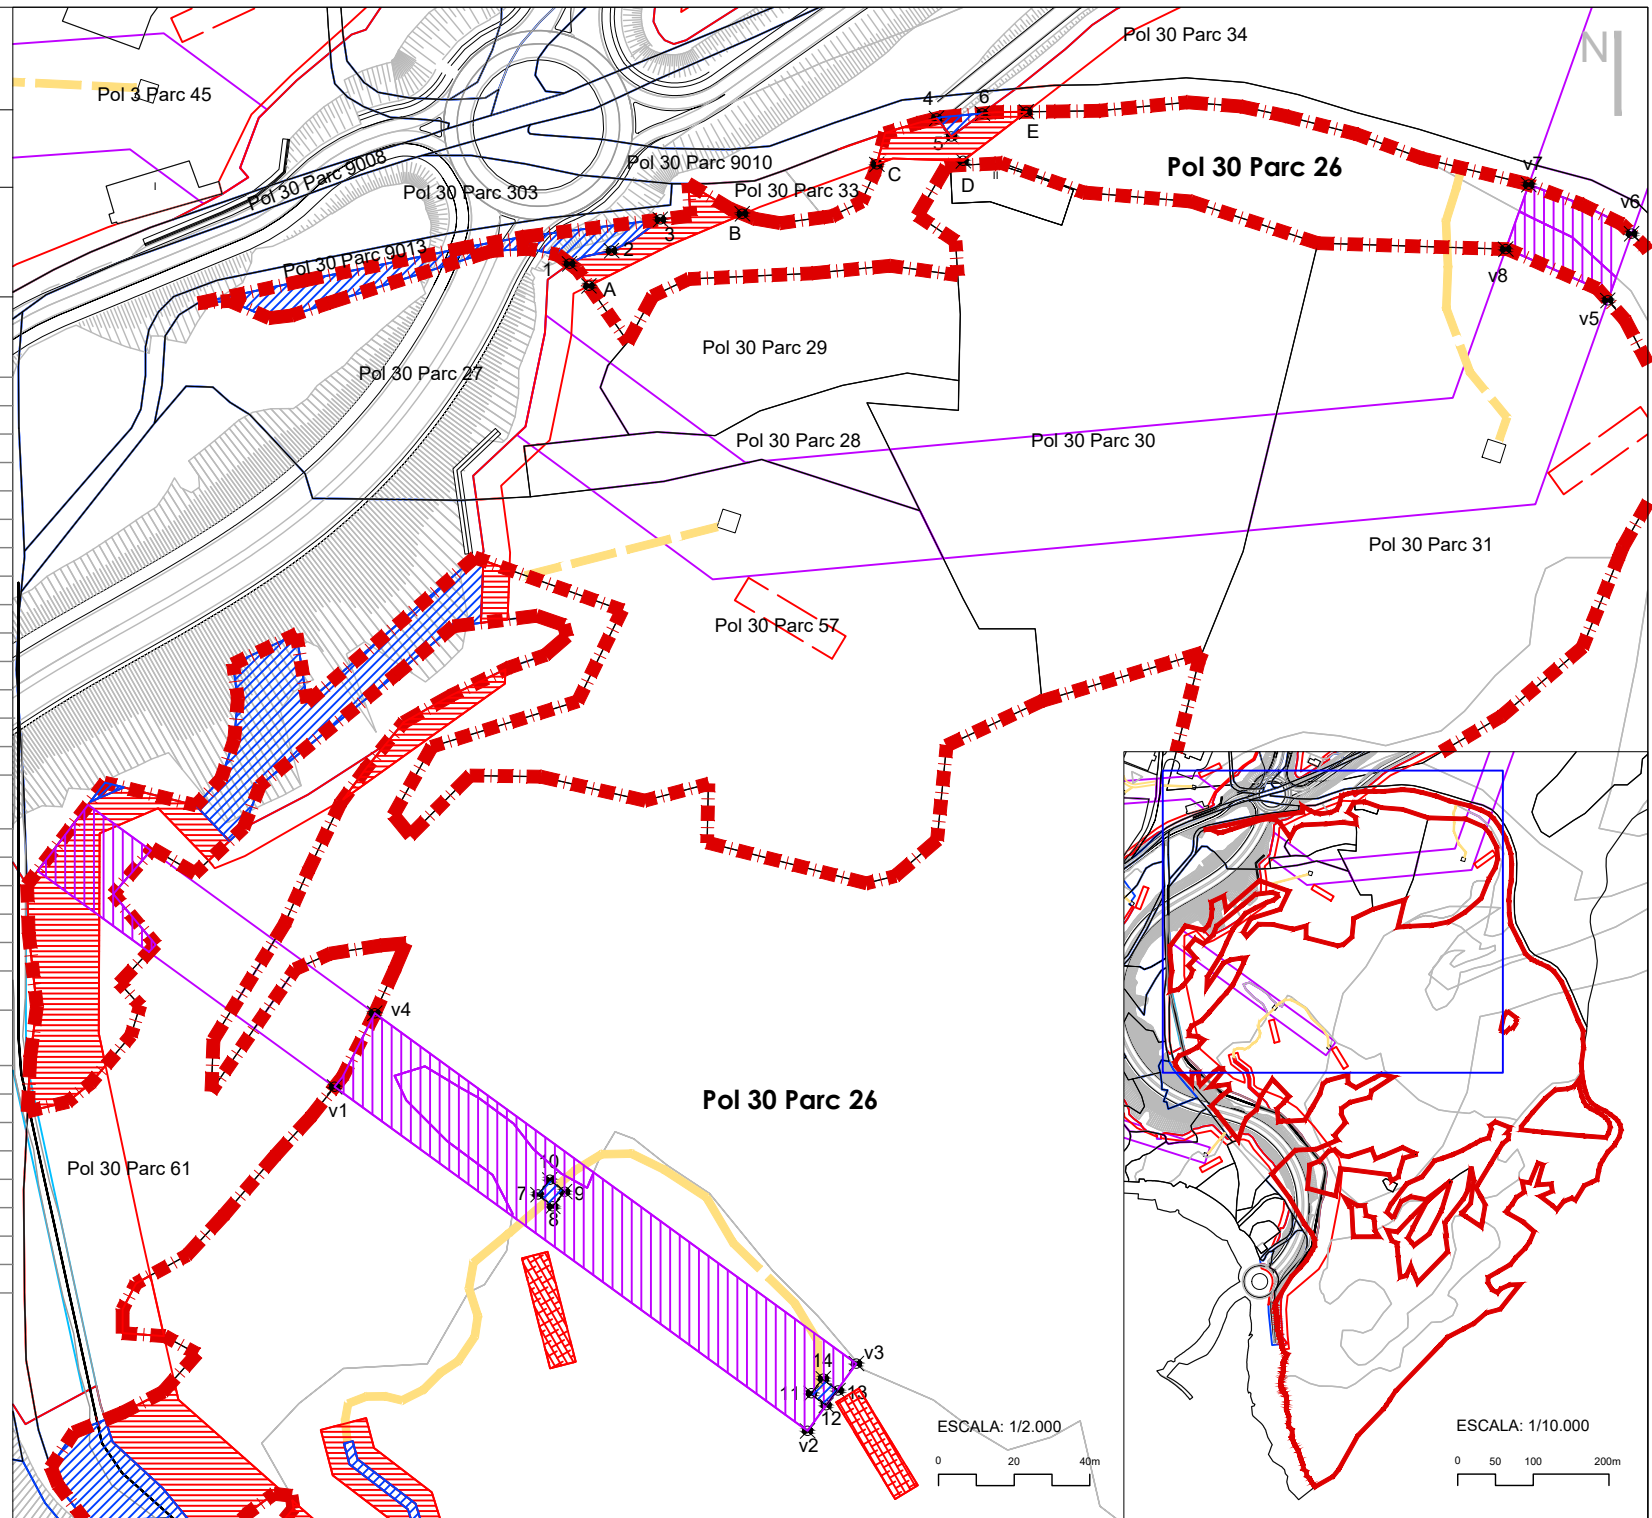 Pol 30 Parc 34
N
Pol 3 Parc 45
4
6
E
5
Pol 30 Parc 9008
Pol 30 Parc 9010
C
D
Pol 30 Parc 26
v7
Pol 30 Parc 303
Pol 30 Parc 33
v6
3
B
2
Pol 30 Parc 9013
1
A
v8
v5
Pol 30 Parc 29
Pol 30 Parc 27
Pol 30 Parc 28
Pol 30 Parc 30
Pol 30 Parc 31
Pol 30 Parc 57
v4
Pol 30 Parc 26
v1
Pol 30 Parc 61
10
7
9
8
v3
14
11
13
12
v2
ESCALA: 1/2.000
0 20 40m
ESCALA: 1/10.000
0 50 100 200m